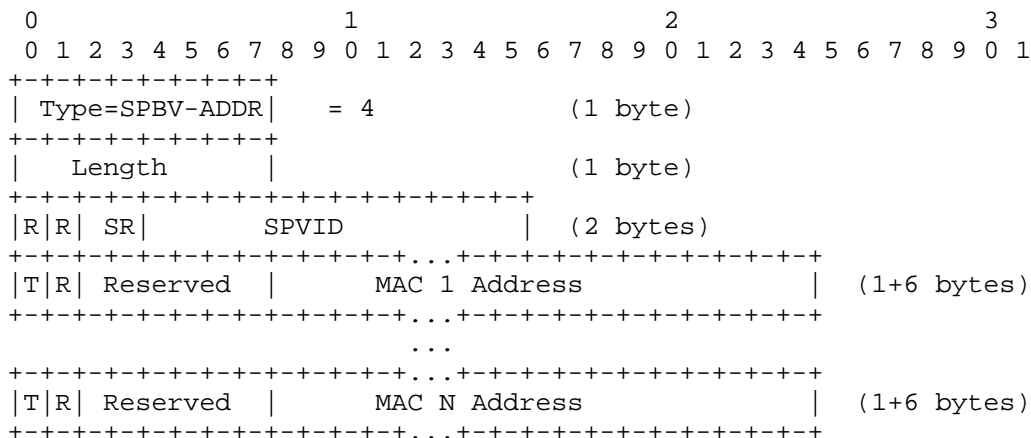 0                   1                   2                   3
 0 1 2 3 4 5 6 7 8 9 0 1 2 3 4 5 6 7 8 9 0 1 2 3 4 5 6 7 8 9 0 1
+-+-+-+-+-+-+-+-+
| Type=SPBV-ADDR|   = 4            (1 byte)
+-+-+-+-+-+-+-+-+
|   Length      |                  (1 byte)
+-+-+-+-+-+-+-+-+-+-+-+-+-+-+-+-+
|R|R| SR|       SPVID           |  (2 bytes)
+-+-+-+-+-+-+-+-+-+-+-+-+...+-+-+-+-+-+-+-+-+-+-+-+
|T|R| Reserved  |      MAC 1 Address              |  (1+6 bytes)
+-+-+-+-+-+-+-+-+-+-+-+-+...+-+-+-+-+-+-+-+-+-+-+-+
                        ...
+-+-+-+-+-+-+-+-+-+-+-+-+...+-+-+-+-+-+-+-+-+-+-+-+
|T|R| Reserved  |      MAC N Address              |  (1+6 bytes)
+-+-+-+-+-+-+-+-+-+-+-+-+...+-+-+-+-+-+-+-+-+-+-+-+